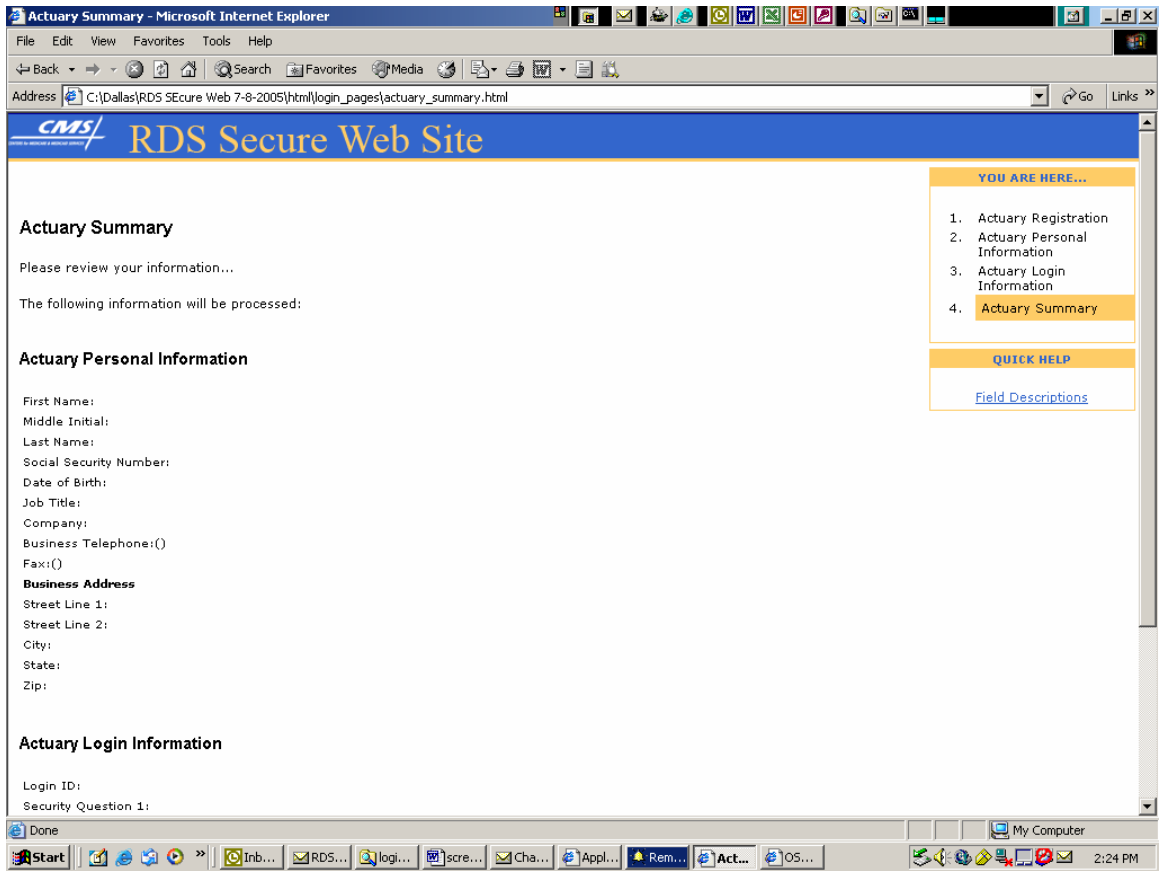 Actuary Summary - Microsoft Internet Explorer
File Edit View Favorites Tools Help
Back Search Favorites Media
Address C:\Dallas\RDS SEcure Web 7-8-2005\html\login_pages\actuary_summary.html Go Links »
CMS/ RDS Secure Web Site
YOU ARE HERE...
1. Actuary Registration
2. Actuary Personal
Information
3. Actuary Login
Information
4. Actuary Summary
QUICK HELP
Field Descriptions
Actuary Summary
Please review your information...
The following information will be processed:
Actuary Personal Information
First Name:
Middle Initial:
Last Name:
Social Security Number:
Date of Birth:
Job Title:
Company:
Business Telephone:()
Fax:()
Business Address
Street Line 1:
Street Line 2:
City:
State:
Zip:
Actuary Login Information
Login ID:
Security Question 1:
Done My Computer
Start » Inb... RDS... logi... scre... Cha... Appl... Rem... Act... OS... 2:24 PM